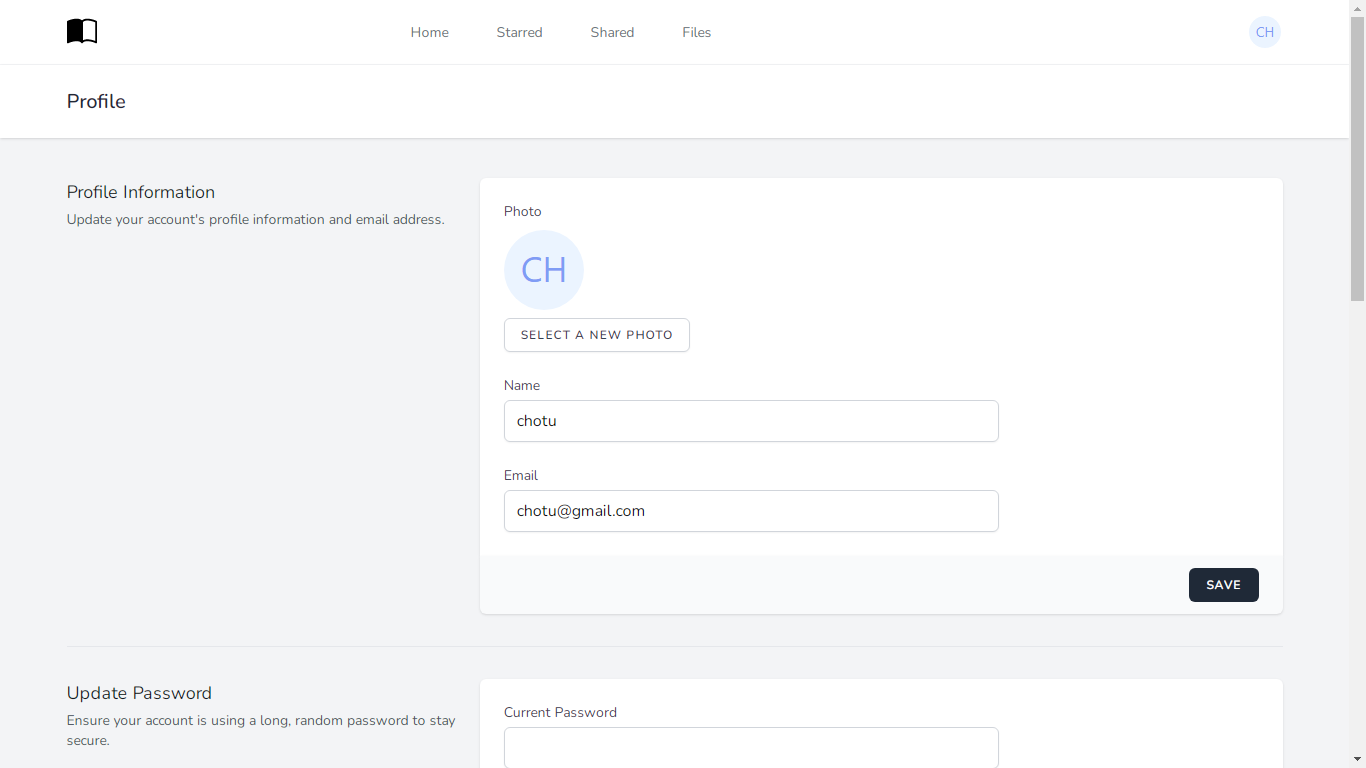 Home Starred Shared Files CH
Profile
Profile Information
Update your account's profile information and email address.
Photo
CH
SELECT A NEW PHOTO
Name
chotu
Email
chotu@gmail.com
SAVE
Update Password
Ensure your account is using a long, random password to stay
secure.
Current Password